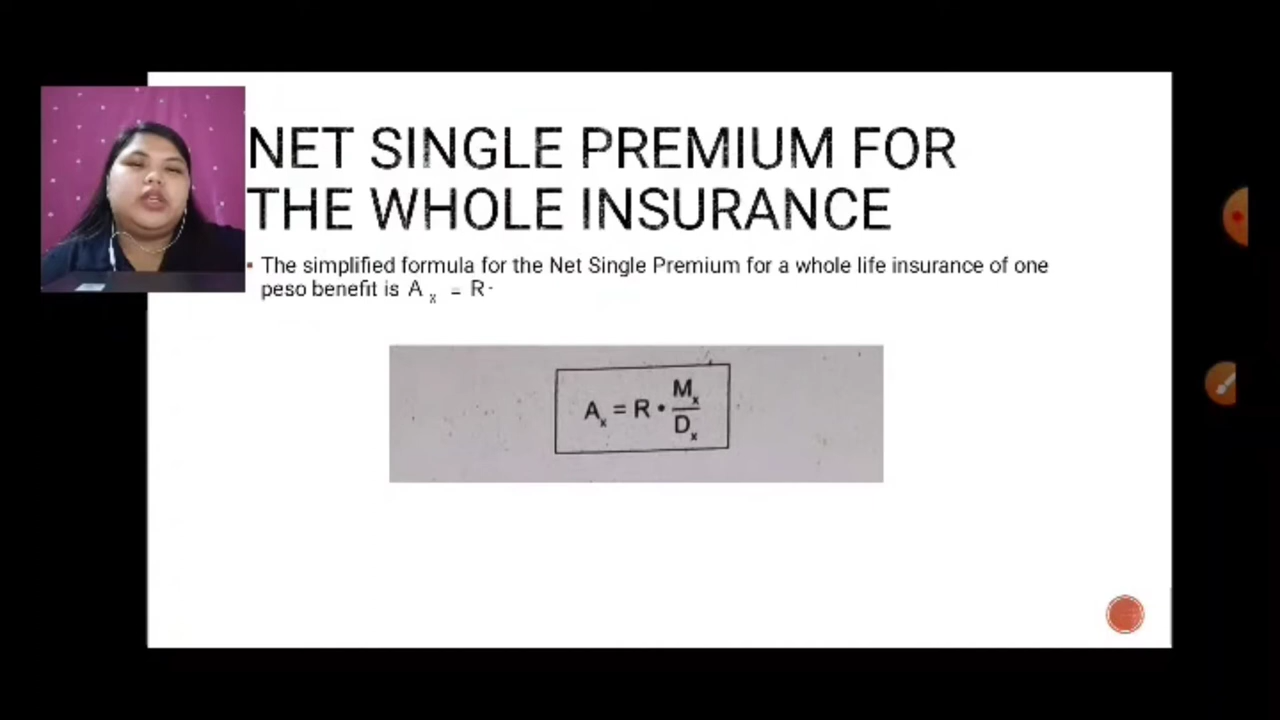 NET SINGLE PREMIUM FOR
THE WHOLE INSURANCE
▪ The simplified formula for the Net Single Premium for a whole life insurance of one
peso benefit is A x = R·
Ax = R • Mx
Dx